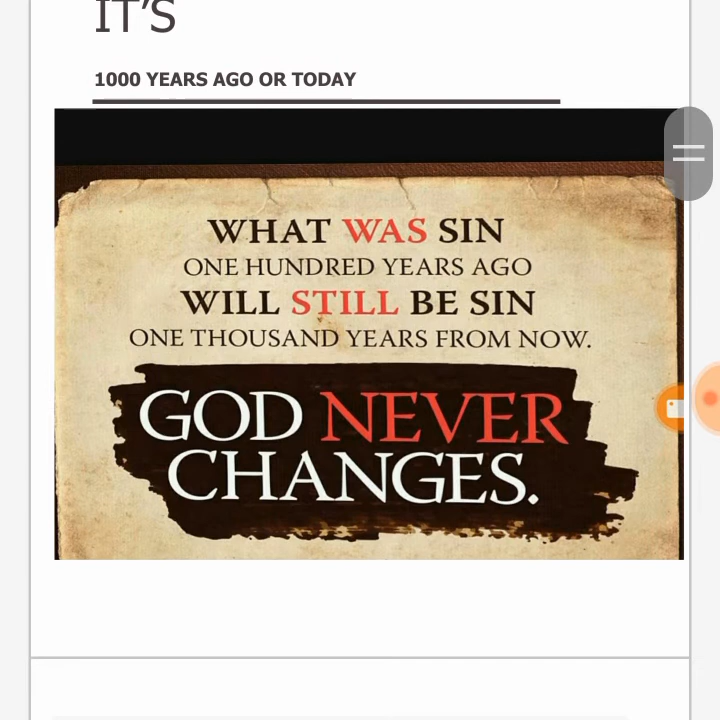 IT'S
1000 YEARS AGO OR TODAY
WHAT WAS SIN
ONE HUNDRED YEARS AGO
WILL STILL BE SIN
ONE THOUSAND YEARS FROM NOW.
GOD NEVER
CHANGES.